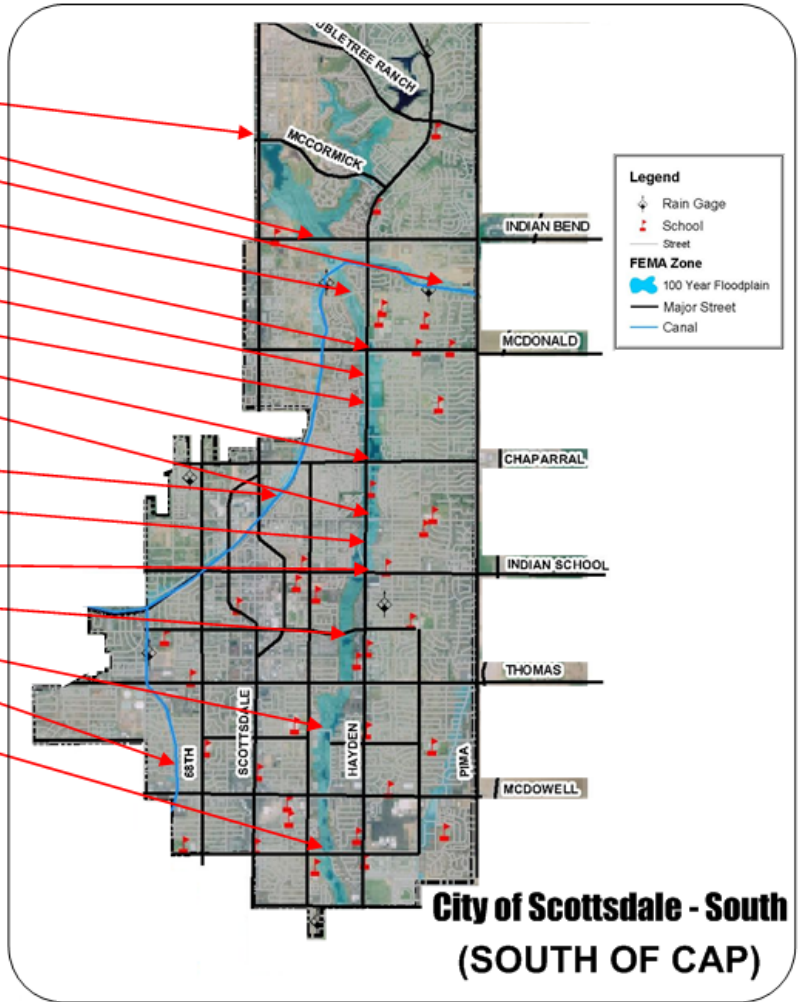 UBLETREE RANCH
MCCORMICK
INDIAN BEND
MCDONALD
CHAPARRAL
INDIAN SCHOOL
THOMAS
MCDOWELL
68TH
SCOTTSDALE
HAYDEN
PIMA
Legend
Rain Gage
School
Street
FEMA Zone
100 Year Floodplain
Major Street
Canal
City of Scottsdale - South
(SOUTH OF CAP)